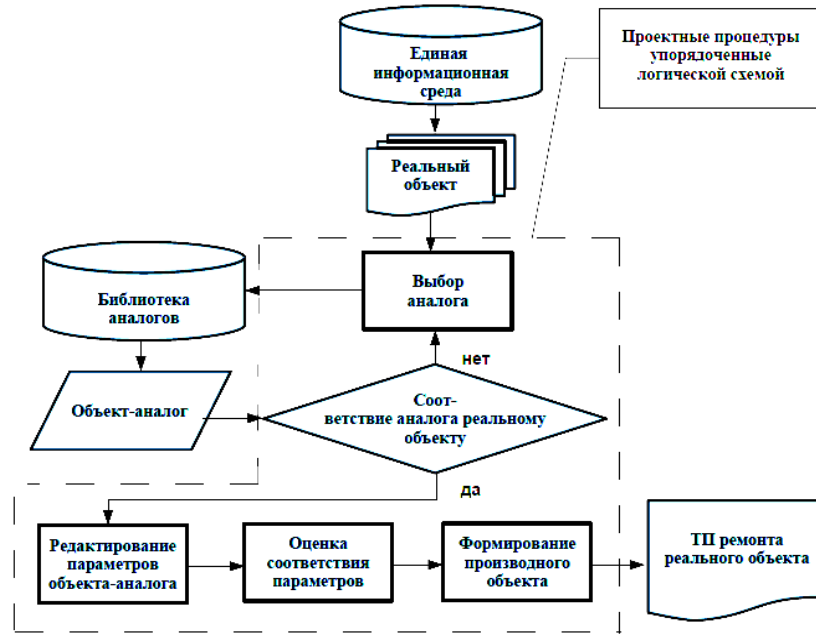 Единая
информационная
среда
Проектные процедуры
упорядоченные
логической схемой
Реальный
объект
Выбор
аналога
Библиотека
аналогов
нет
Объект-аналог
Соот-
ветствие аналога реальному
объекту
да
Редактирование
параметров
объекта-аналога
Оценка
соответствия
параметров
Формирование
производного
объекта
ТП ремонта
реального объекта